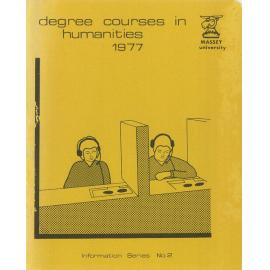 degree courses in
humanities
1977
MASSEY
university
Information Series No.2